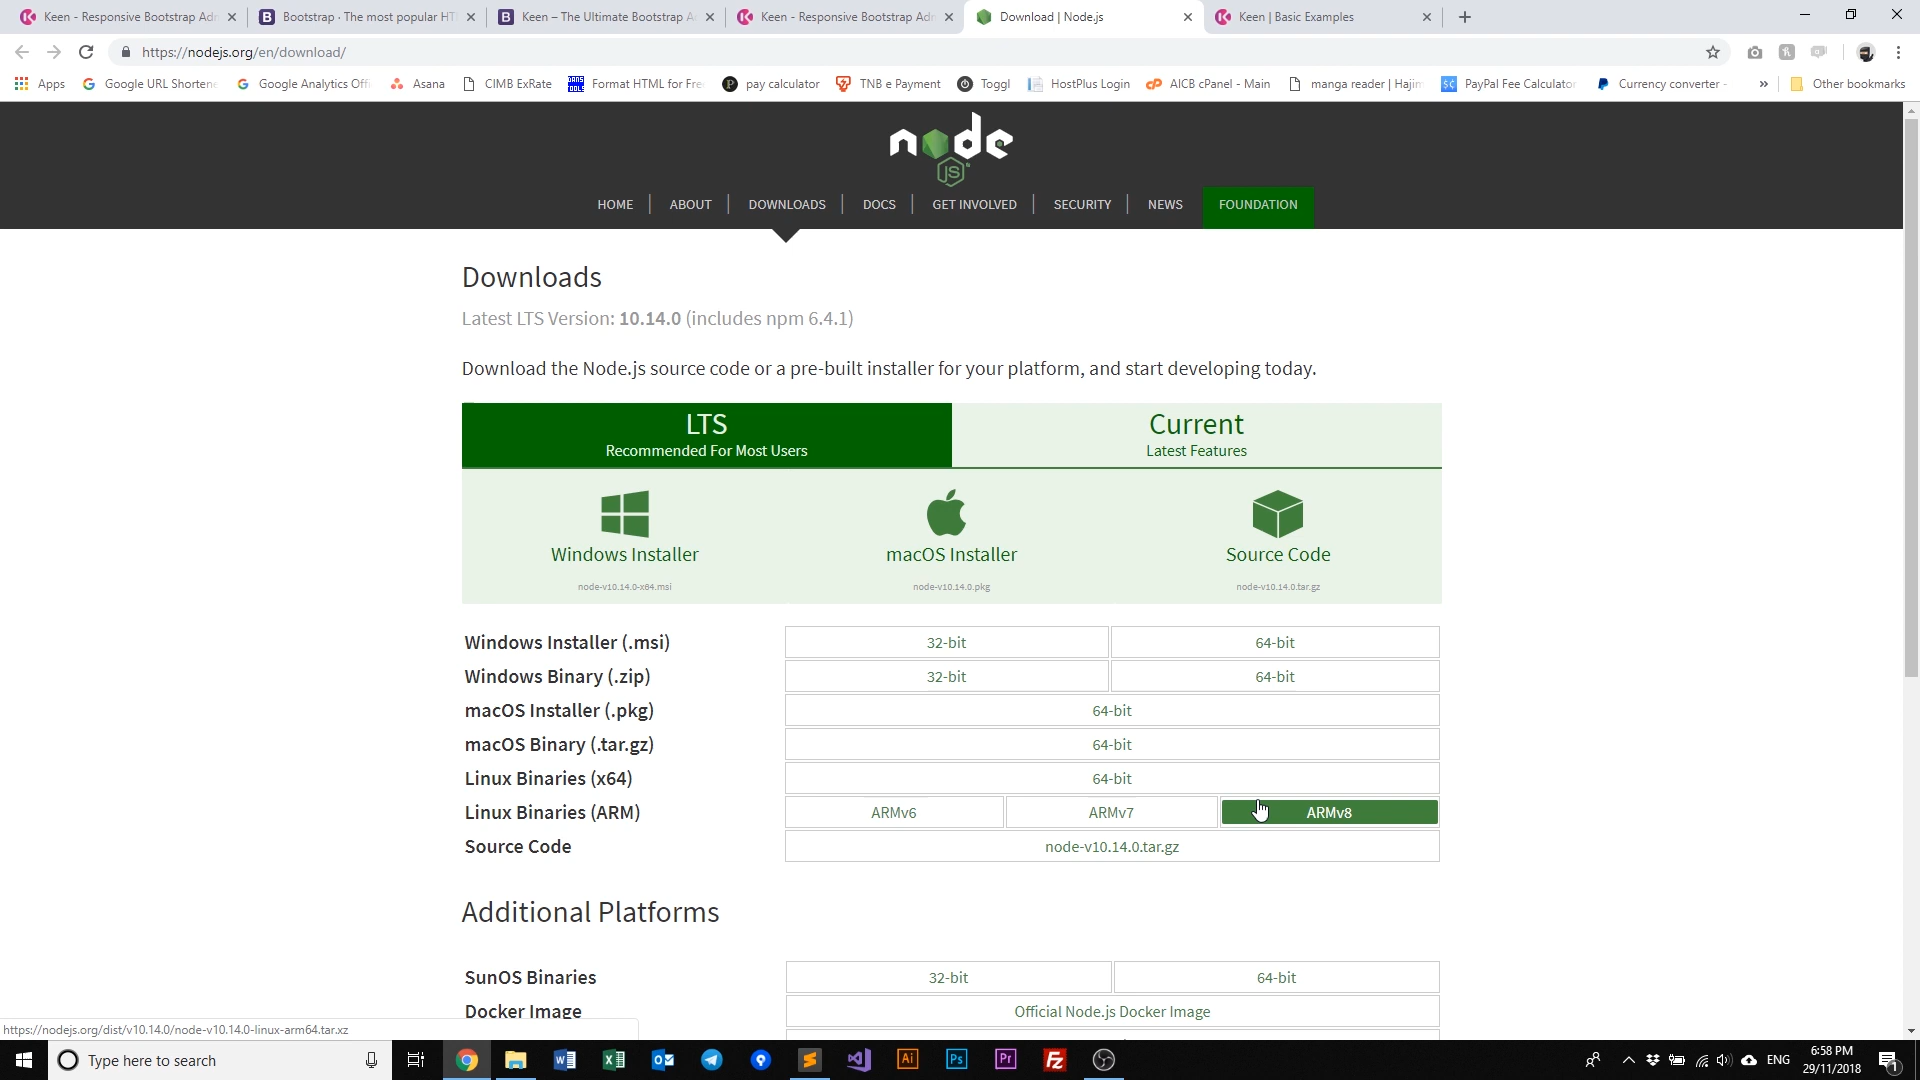 Keen - Responsive Bootstrap Adm
Bootstrap · The most popular HT
Keen – The Ultimate Bootstrap A
Keen - Responsive Bootstrap Adm
Download | Node.js
Keen | Basic Examples
https://nodejs.org/en/download/
Apps
Google URL Shortene
Google Analytics Offi
Asana
CIMB ExRate
Format HTML for Fre
pay calculator
TNB e Payment
Toggl
HostPlus Login
AICB cPanel - Main
manga reader | Hajim
PayPal Fee Calculator
Currency converter -
»
Other bookmarks
node
JS
HOME
ABOUT
DOWNLOADS
DOCS
GET INVOLVED
SECURITY
NEWS
FOUNDATION
Downloads
Latest LTS Version: 10.14.0 (includes npm 6.4.1)
Download the Node.js source code or a pre-built installer for your platform, and start developing today.
LTS
Recommended For Most Users
Current
Latest Features
Windows Installer
node-v10.14.0-x64.msi
macOS Installer
node-v10.14.0.pkg
Source Code
node-v10.14.0.tar.gz
Windows Installer (.msi)
32-bit
64-bit
Windows Binary (.zip)
32-bit
64-bit
macOS Installer (.pkg)
64-bit
macOS Binary (.tar.gz)
64-bit
Linux Binaries (x64)
64-bit
Linux Binaries (ARM)
ARMv6
ARMv7
ARMv8
Source Code
node-v10.14.0.tar.gz
Additional Platforms
SunOS Binaries
32-bit
64-bit
Docker Image
Official Node.js Docker Image
https://nodejs.org/dist/v10.14.0/node-v10.14.0-linux-arm64.tar.xz
Type here to search
ENG
6:58 PM
29/11/2018
1